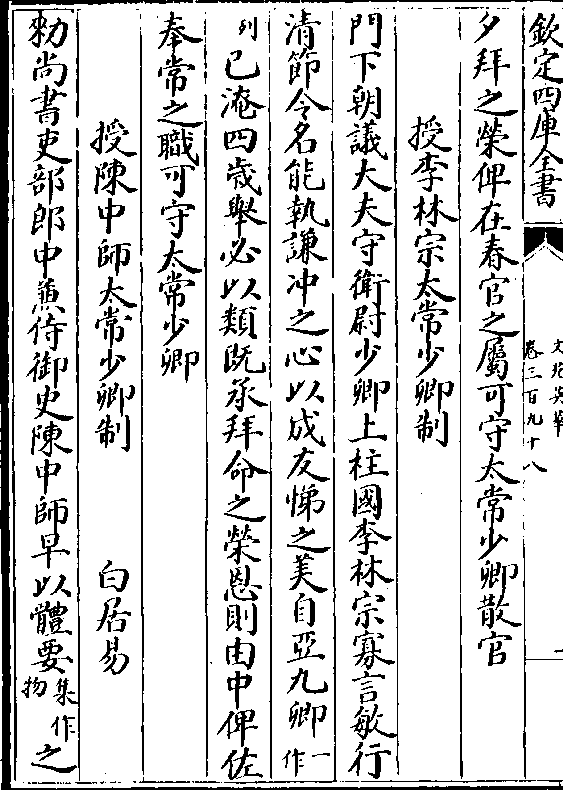 欽定四庫全書
文苑英華
卷三百九十八
夕拜之榮俾在春官之屬可守太常少卿散官
授李林宗太常少卿制
門下朝議大夫守衛尉少卿上柱國李林宗寡言敏行
清節令名能執謙冲之心以成友悌之美自亞九卿一作
列已淹四歲舉必以類既承拜命之榮恩則由中俾佐
奉常之職可守太常少卿
授陳中師太常少卿制 白居易
勑尚書吏部郎中兼侍御史陳中師早以體要集作物之